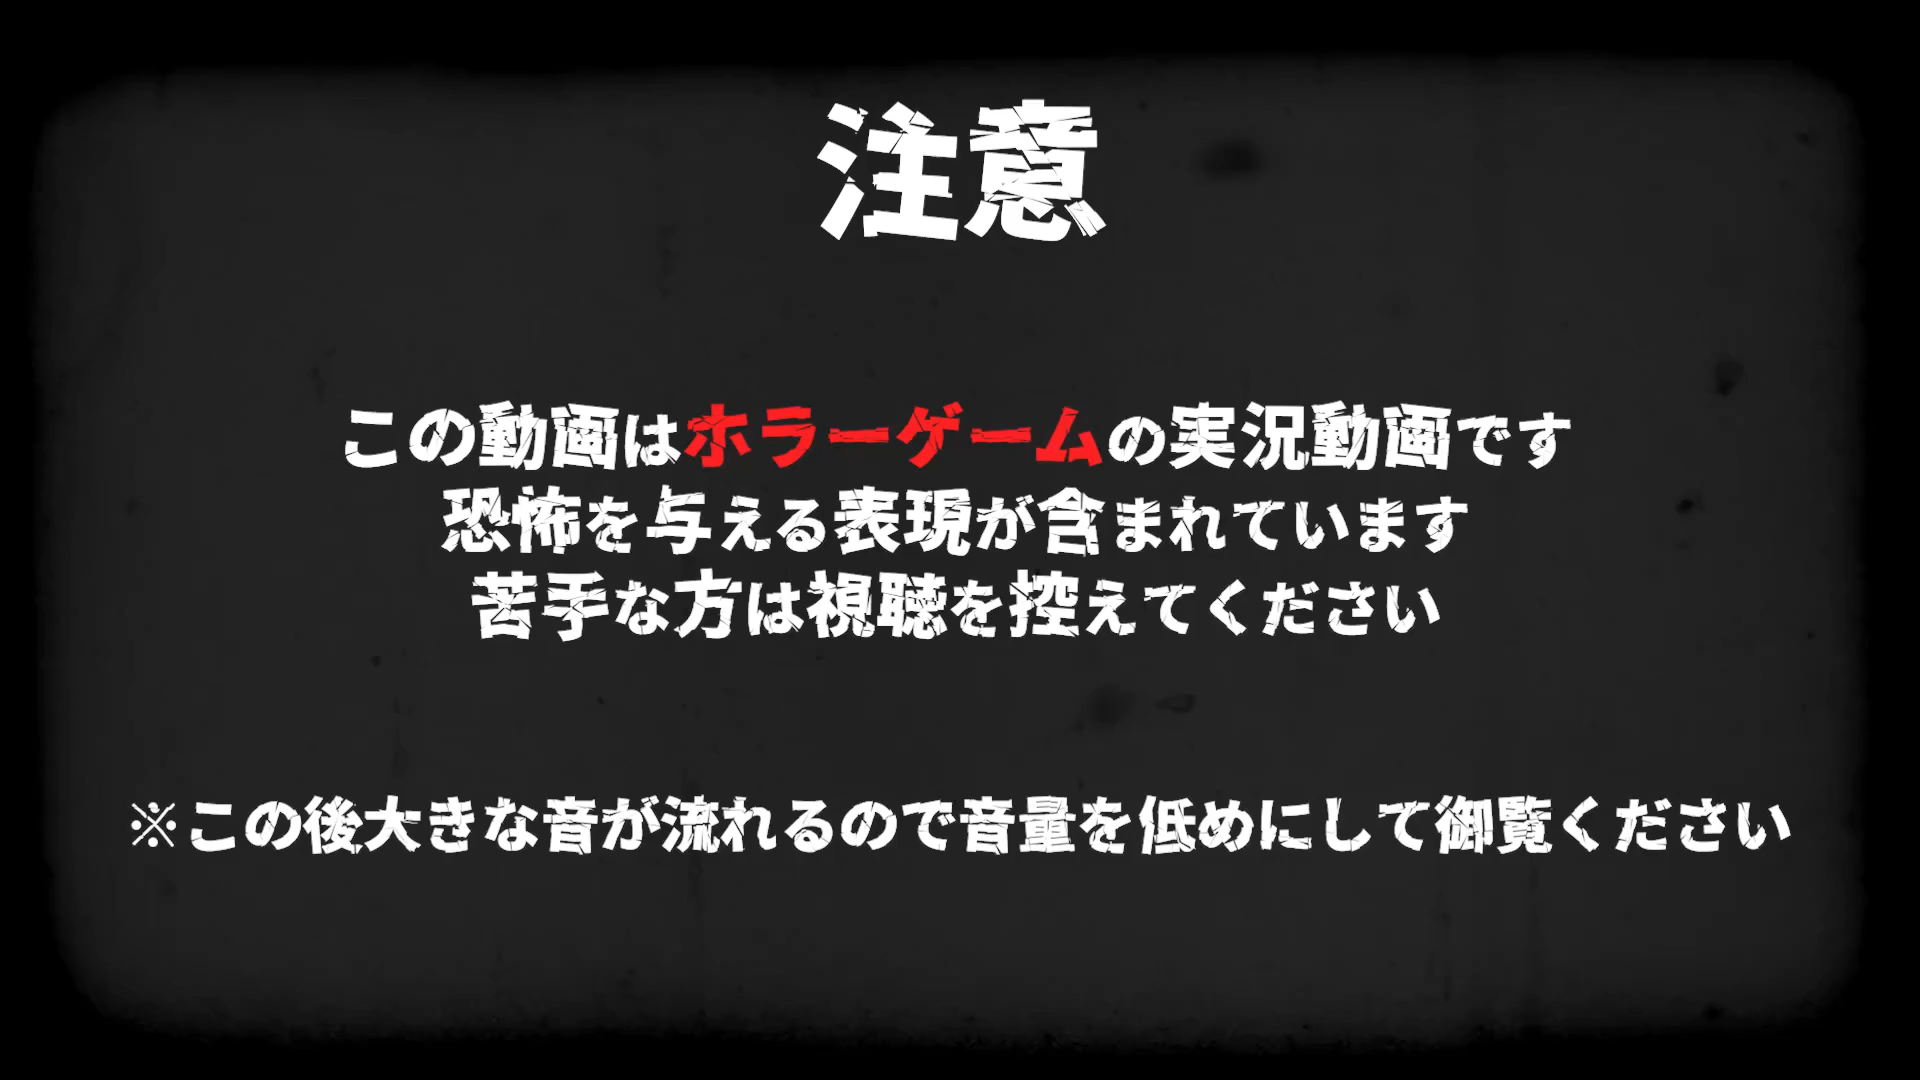 注意
この動画はホラーゲームの実況動画です
恐怖を与える表現が含まれています
苦手な方は視聴を控えてください
※この後大きな音が流れるので音量を低めにして御覧ください